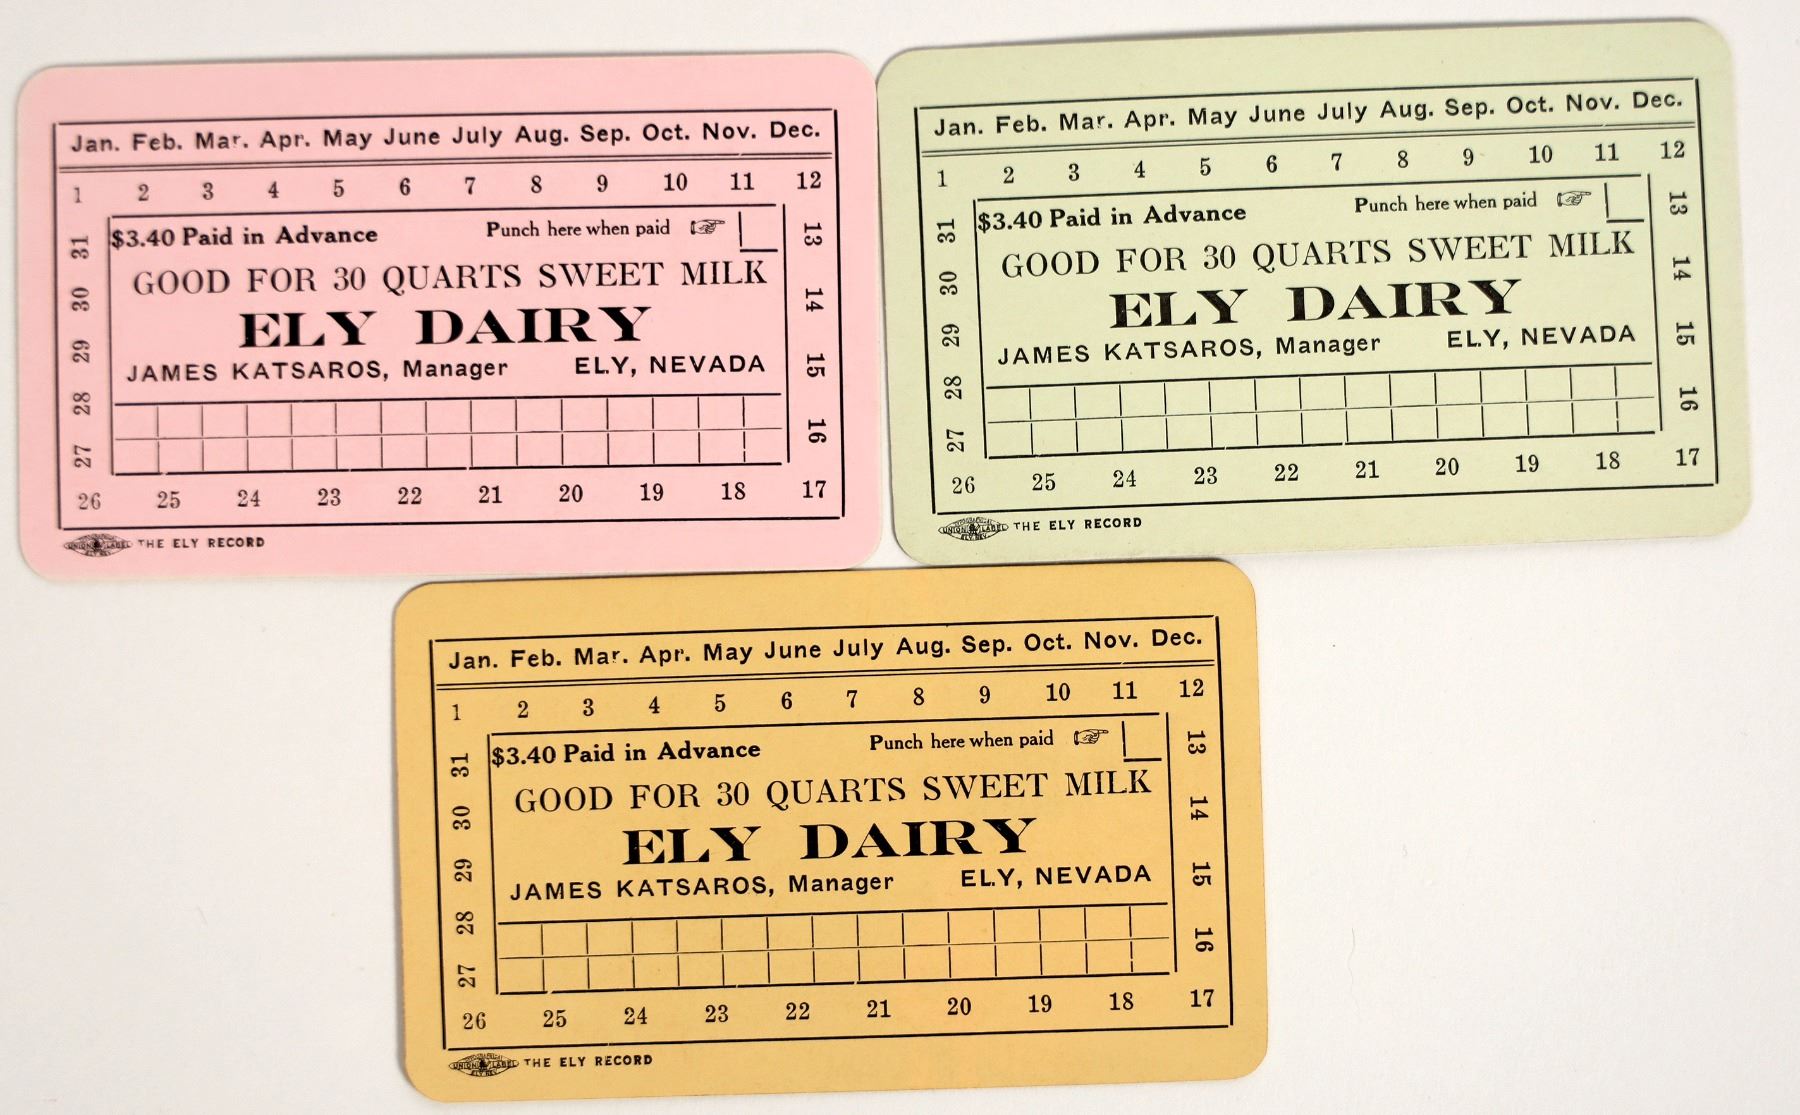 Jan. Feb. Mar. Apr. May June July Aug. Sep. Oct. Nov. Dec.
1 2 3 4 5 6 7 8 9 10 11 12
$3.40 Paid in Advance Punch here when paid
GOOD FOR 30 QUARTS SWEET MILK
ELY DAIRY
JAMES KATSAROS, Manager ELY, NEVADA
13
14
15
16
31
30
29
28
27
26 25 24 23 22 21 20 19 18 17
UNION LABEL THE ELY RECORD
Jan. Feb. Mar. Apr. May June July Aug. Sep. Oct. Nov. Dec.
1 2 3 4 5 6 7 8 9 10 11 12
$3.40 Paid in Advance Punch here when paid
GOOD FOR 30 QUARTS SWEET MILK
ELY DAIRY
JAMES KATSAROS, Manager ELY, NEVADA
13
14
15
16
31
30
29
28
27
26 25 24 23 22 21 20 19 18 17
UNION LABEL THE ELY RECORD
Jan. Feb. Mar. Apr. May June July Aug. Sep. Oct. Nov. Dec.
1 2 3 4 5 6 7 8 9 10 11 12
$3.40 Paid in Advance Punch here when paid
GOOD FOR 30 QUARTS SWEET MILK
ELY DAIRY
JAMES KATSAROS, Manager ELY, NEVADA
13
14
15
16
31
30
29
28
27
26 25 24 23 22 21 20 19 18 17
UNION LABEL THE ELY RECORD